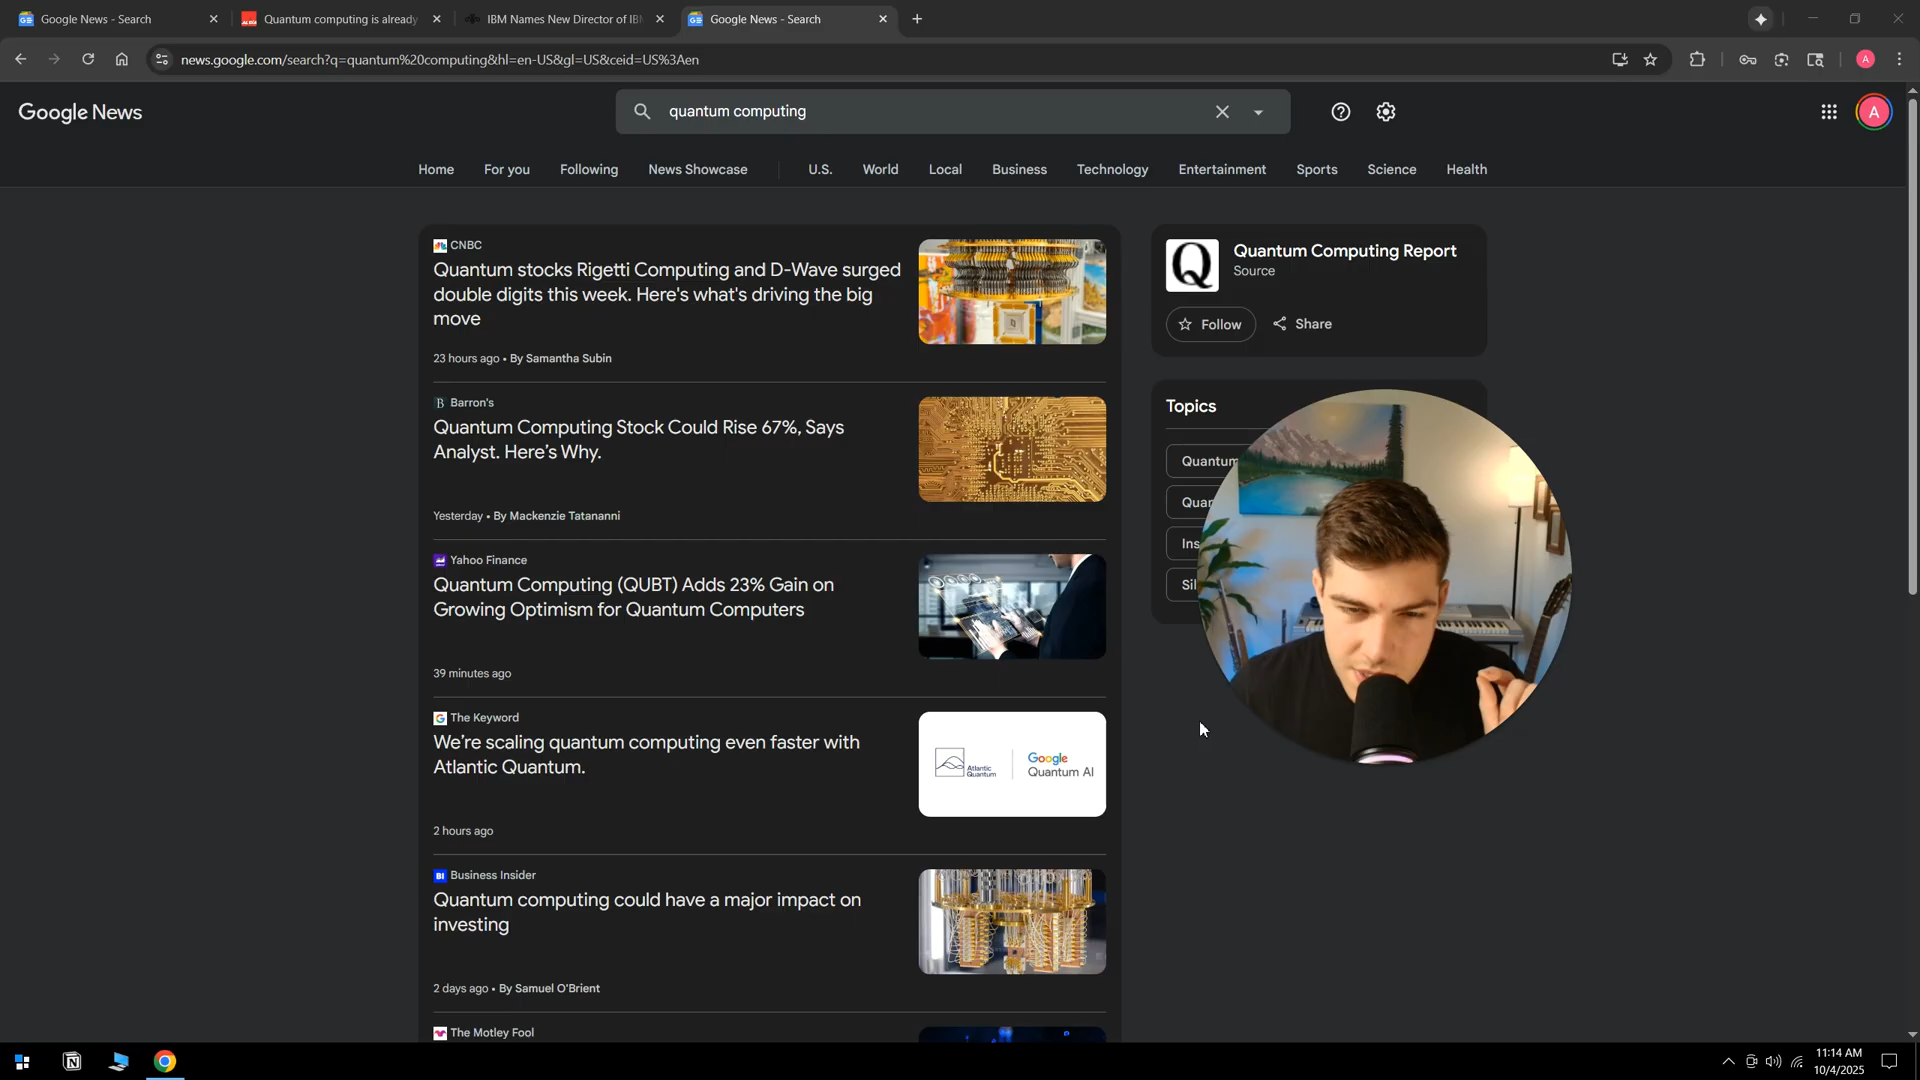 Google News - Search
Quantum computing is already
IBM Names New Director of IBM
Google News - Search
news.google.com/search?q=quantum%20computing&hl=en-US&gl=US&ceid=US%3Aen
A
Google News
quantum computing
A
Home
For you
Following
News Showcase
U.S.
World
Local
Business
Technology
Entertainment
Sports
Science
Health
CNBC
Quantum stocks Rigetti Computing and D-Wave surged
double digits this week. Here's what's driving the big
move
23 hours ago • By Samantha Subin
Barron's
Quantum Computing Stock Could Rise 67%, Says
Analyst. Here’s Why.
Yesterday • By Mackenzie Tatananni
Yahoo Finance
Quantum Computing (QUBT) Adds 23% Gain on
Growing Optimism for Quantum Computers
39 minutes ago
The Keyword
We’re scaling quantum computing even faster with
Atlantic Quantum.
Atlantic
Quantum
Google
Quantum AI
2 hours ago
Business Insider
Quantum computing could have a major impact on
investing
2 days ago • By Samuel O'Brient
The Motley Fool
Q
Quantum Computing Report
Source
Follow
Share
Topics
Quantum
Quan
Ins
Sil
11:14 AM
10/4/2025